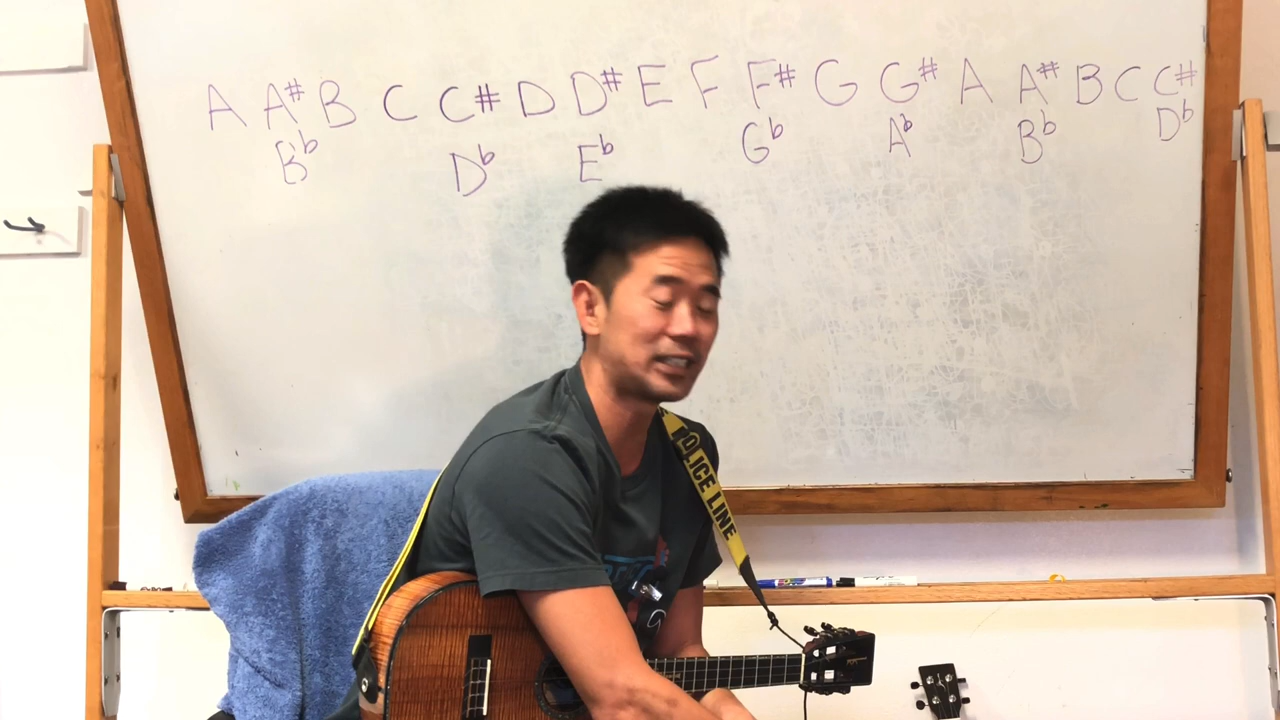 A A# B C C# D D# E F F# G G# A A# B C C#
Bb Db Eb Gb Ab Bb Db
POLICE LINE